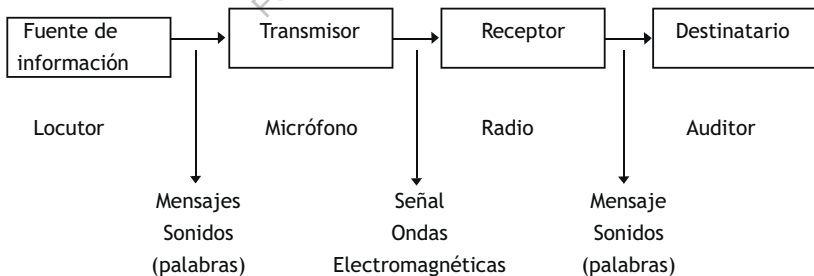 Fuente de
información
Transmisor
Receptor
Destinatario
Locutor
Micrófono
Radio
Auditor
Mensajes
Sonidos
(palabras)
Señal
Ondas
Electromagnéticas
Mensaje
Sonidos
(palabras)